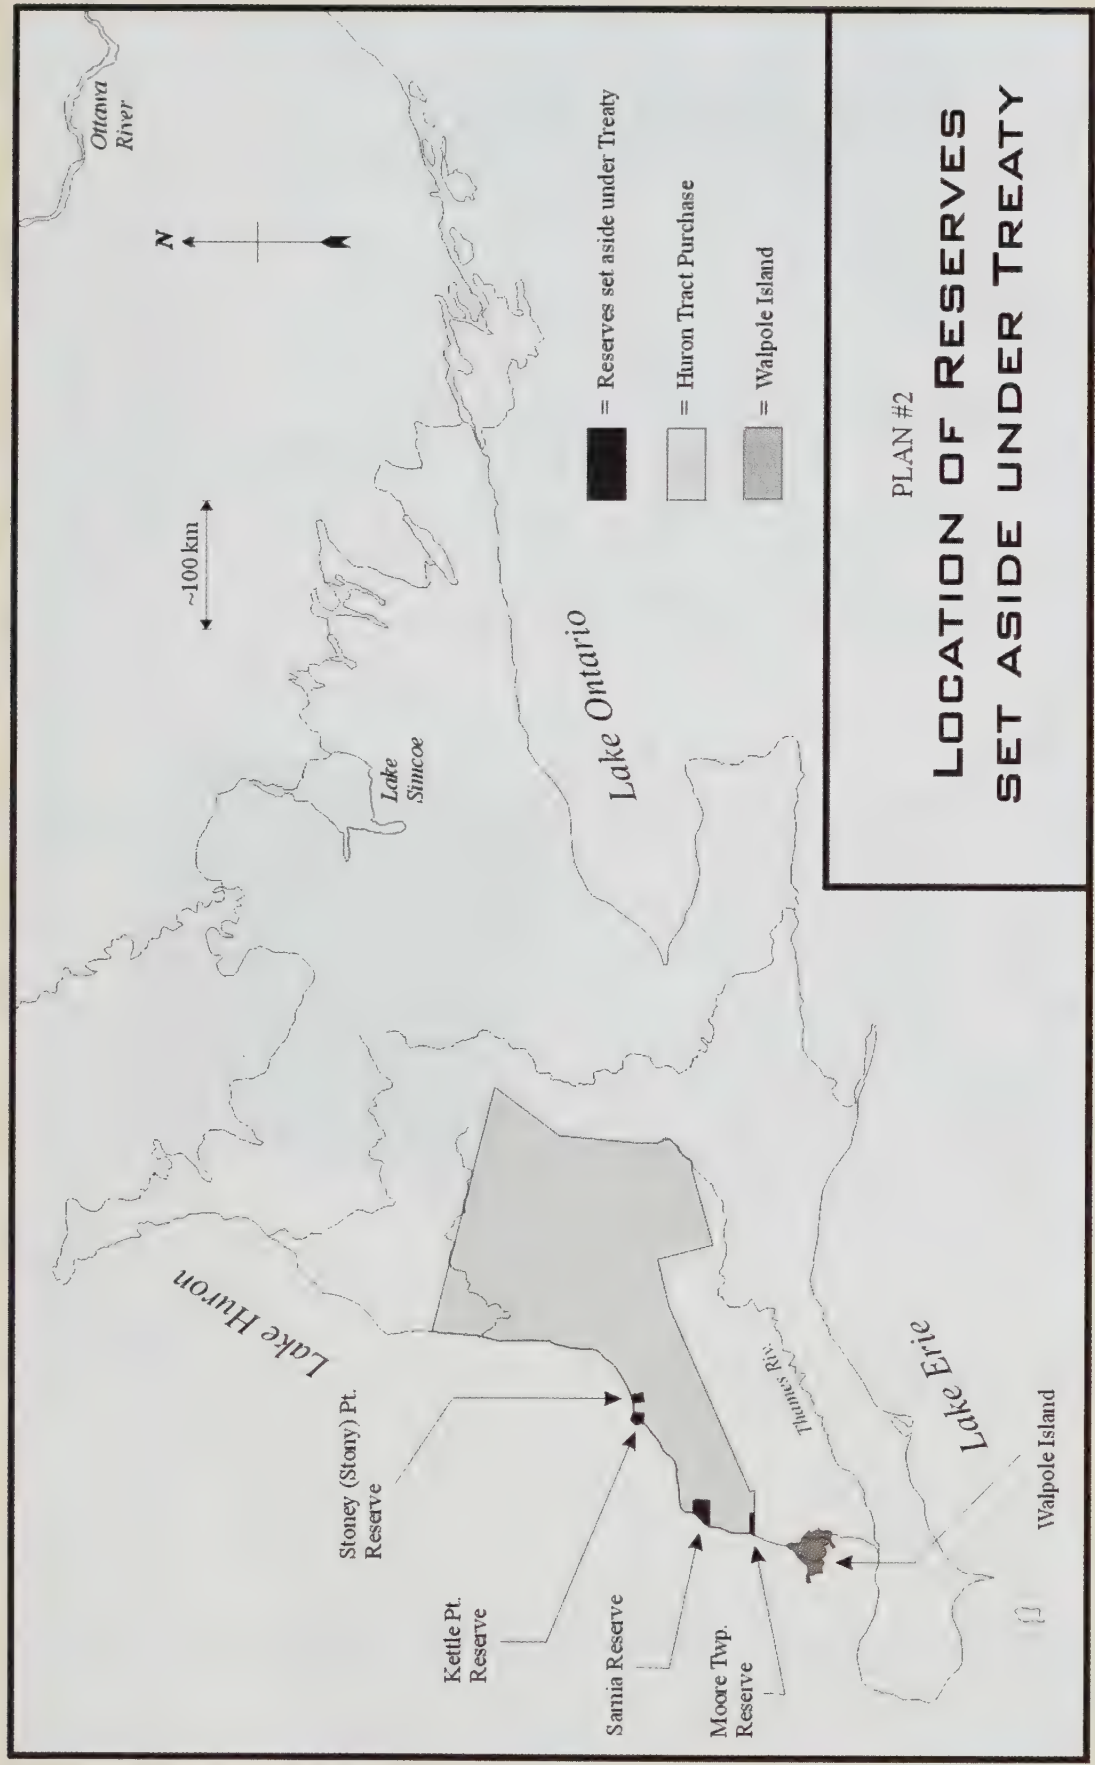 Ottawa
River
N
~100 km
Lake
Simcoe
Lake Ontario
Lake Huron
Stoney (Stony) Pt.
Reserve
Kettle Pt.
Reserve
Sarnia Reserve
Moore Twp.
Reserve
Thames Riv.
Lake Erie
Walpole Island
= Reserves set aside under Treaty
= Huron Tract Purchase
= Walpole Island
PLAN #2
LOCATION OF RESERVES
SET ASIDE UNDER TREATY